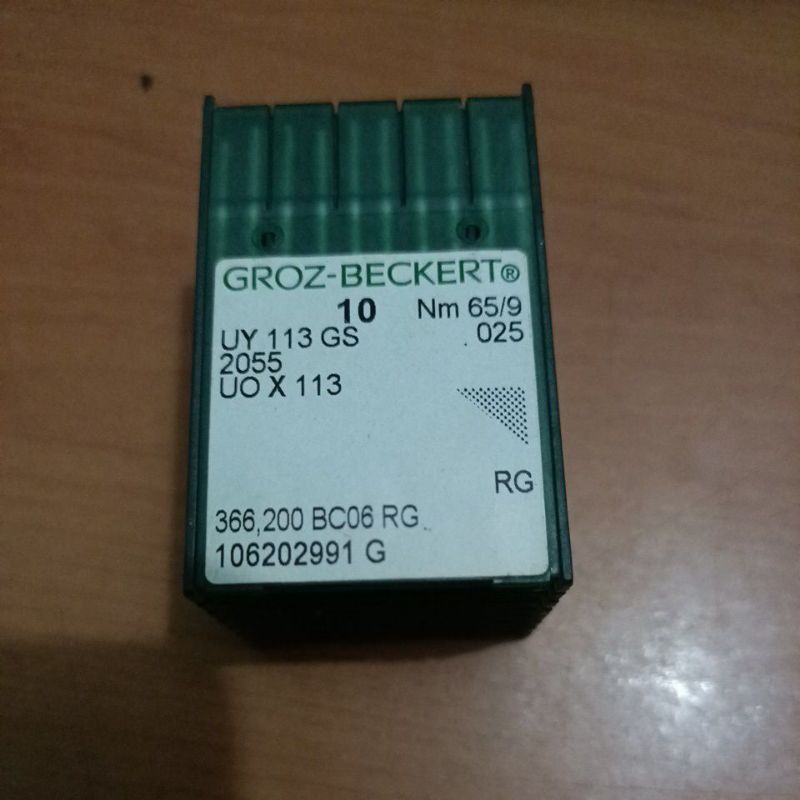 GROZ-BECKERT®
10 Nm 65/9
UY 113 GS 025
2055
UO X 113
RG
366,200 BC06 RG
106202991 G